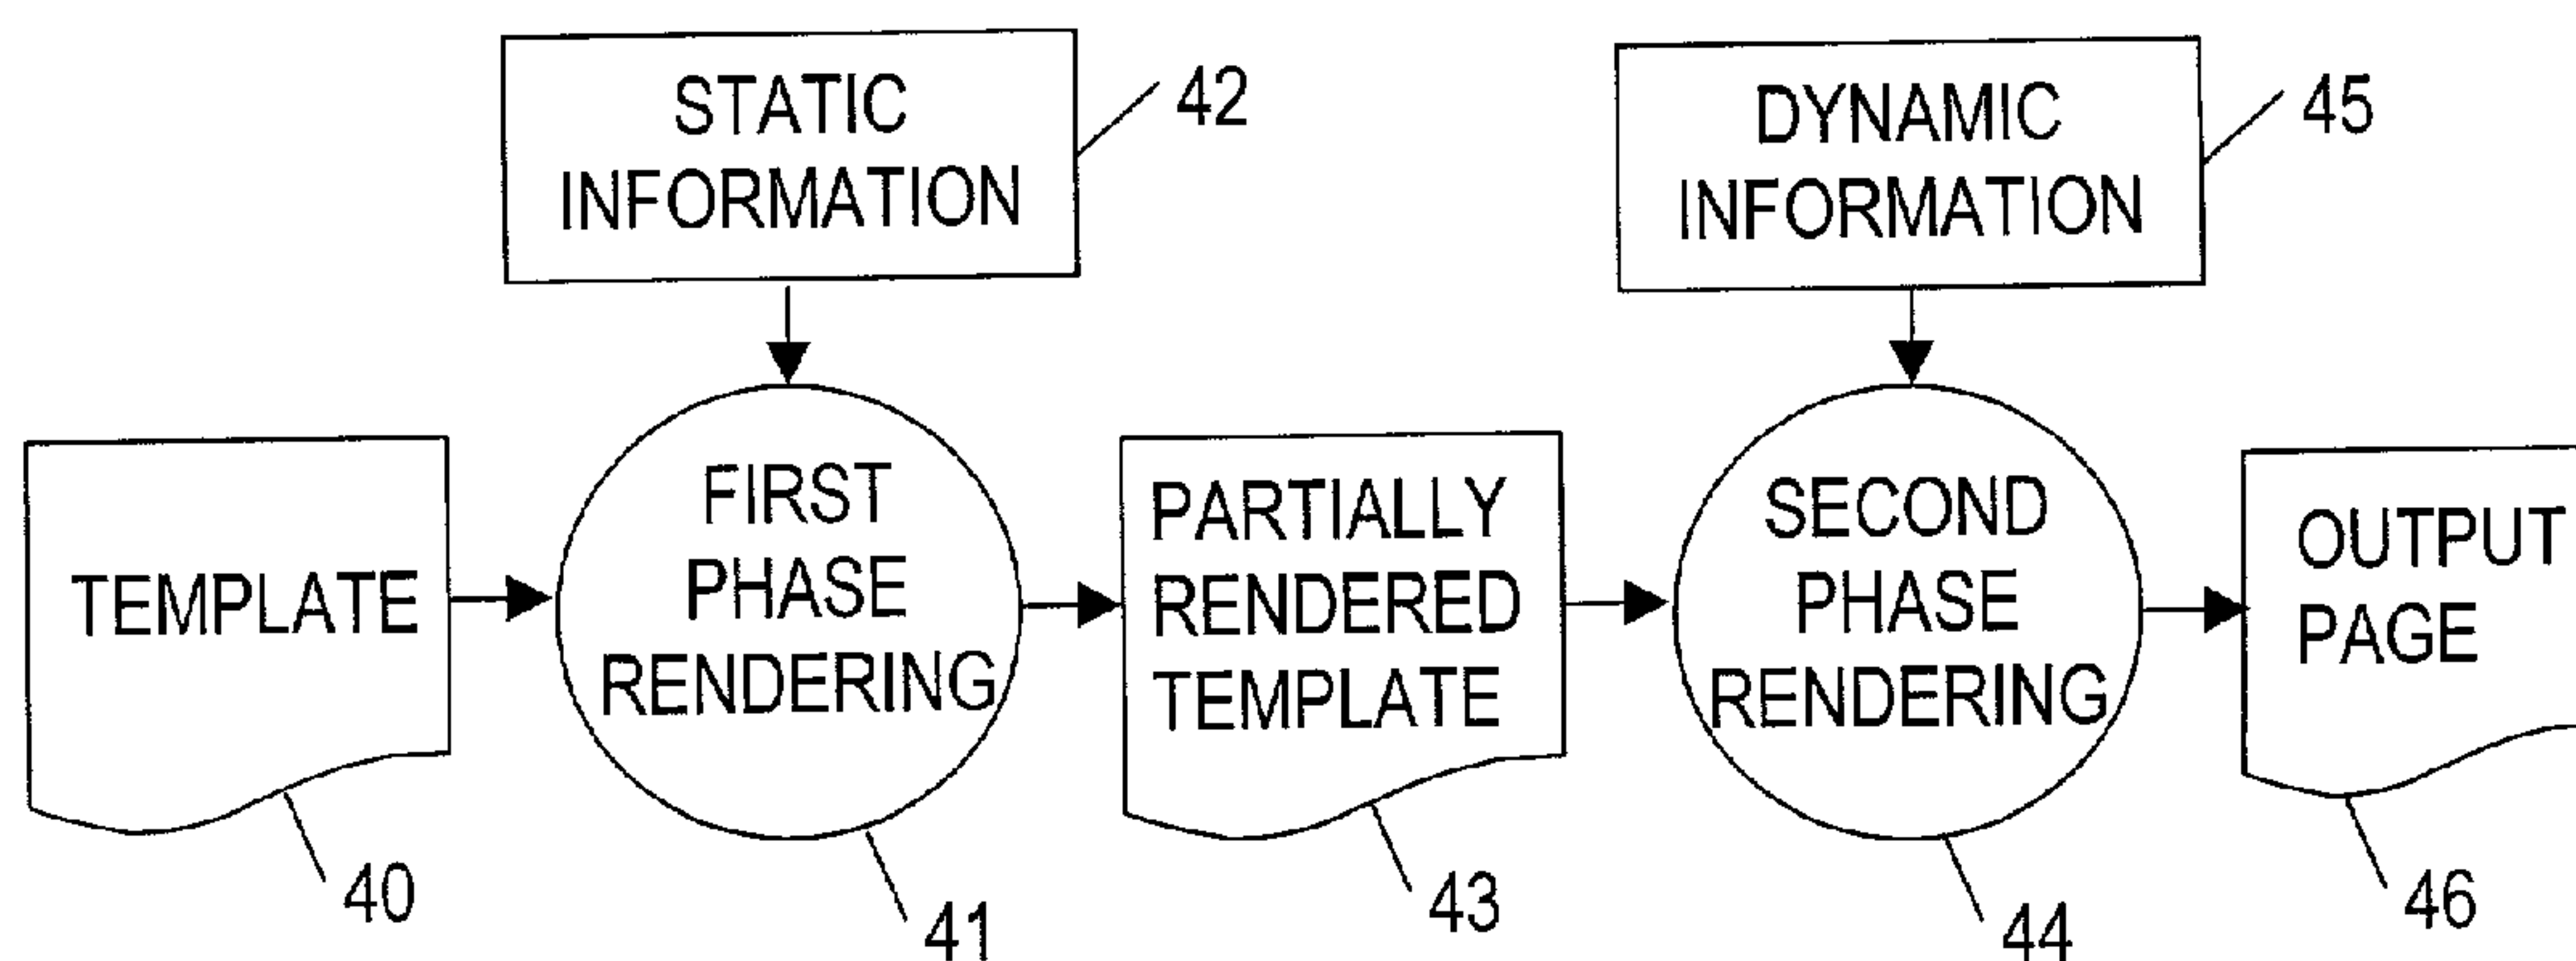 STATIC
INFORMATION
42
DYNAMIC
INFORMATION
45
TEMPLATE
40
FIRST
PHASE
RENDERING
41
PARTIALLY
RENDERED
TEMPLATE
43
SECOND
PHASE
RENDERING
44
OUTPUT
PAGE
46